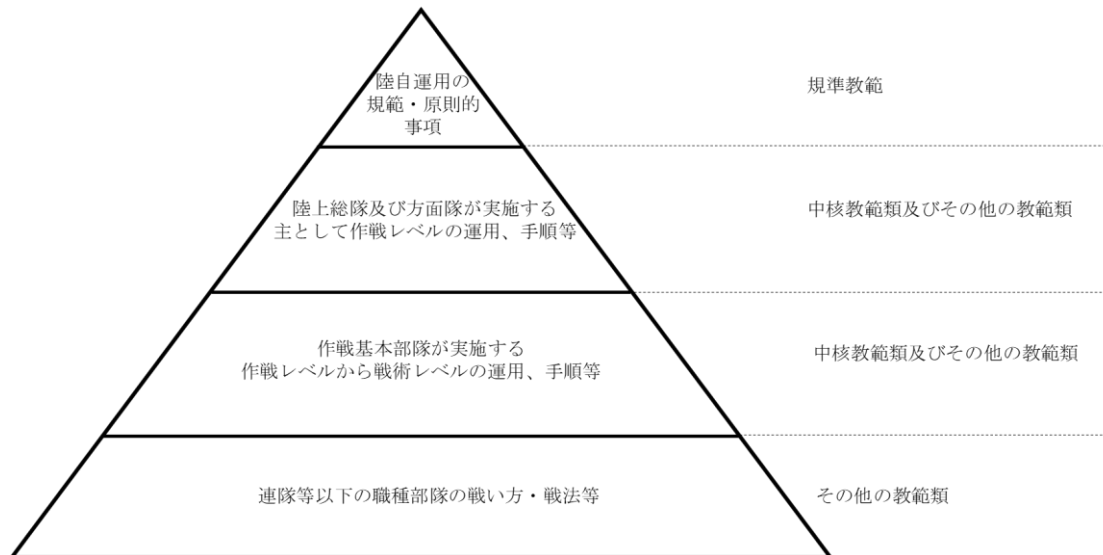 陸自運用の
規範・原則的
事項
規準教範
陸上総隊及び方面隊が実施する
主として作戦レベルの運用、手順等
中核教範類及びその他の教範類
作戦基本部隊が実施する
作戦レベルから戦術レベルの運用、手順等
中核教範類及びその他の教範類
連隊等以下の職種部隊の戦い方・戦法等
その他の教範類